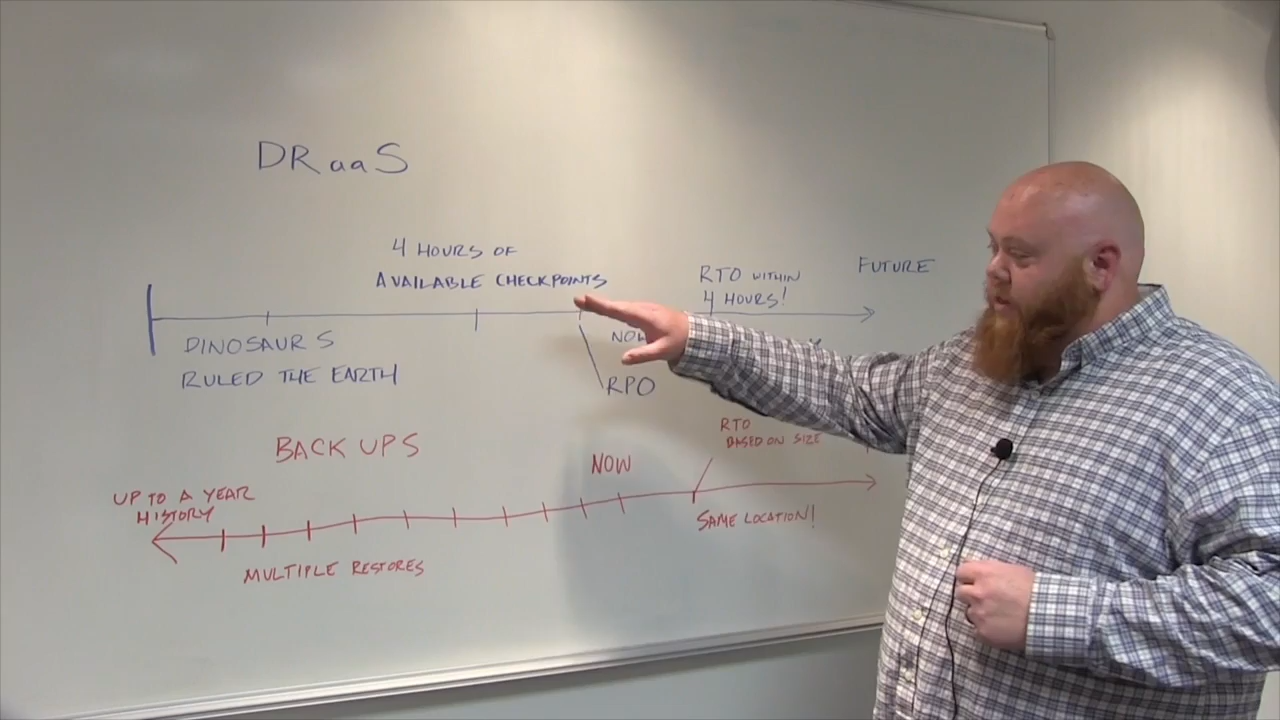 DRaaS
4 HOURS OF
AVAILABLE CHECKPOINTS
RTO WITHIN
4 HOURS!
FUTURE
DINOSAURS
RULED THE EARTH
RPO
BACK UPS
RTO
BASED ON SIZE
NOW
UP TO A YEAR
HISTORY
SAME LOCATION!
MULTIPLE RESTORES